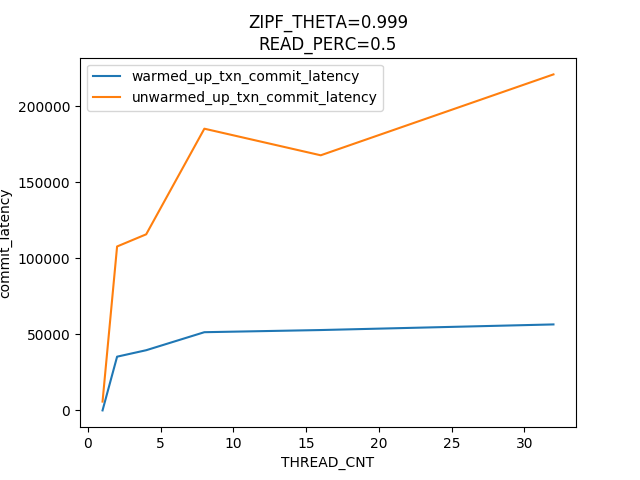 ZIPF_THETA=0.999
READ_PERC=0.5
warmed_up_txn_commit_latency
unwarmed_up_txn_commit_latency
200000
150000
100000
50000
0
commit_latency
0 5 10 15 20 25 30
THREAD_CNT